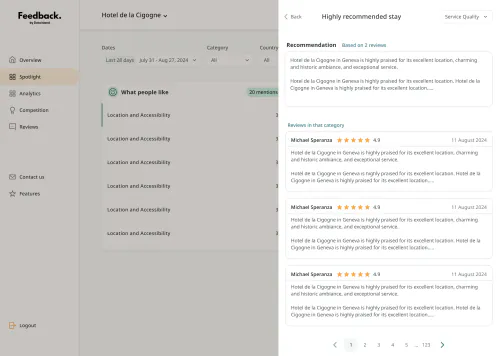 Feedback.
Hotel de la Cigogne
Overview
Spotlight
Analytics
Competition
Reviews
Contact us
Features
Logout
Dates
Category
Country
Last 28 days
July 31 - Aug 27, 2024
All
All
What people like
20 mentions
Location and Accessibility
Location and Accessibility
Location and Accessibility
Location and Accessibility
Location and Accessibility
Back
Highly recommended stay
Service Quality
Recommendation
Based on 2 reviews
Hotel de la Cigogne in Geneva is highly praised for its excellent location, charming
and historic ambiance, and exceptional service.
Hotel de la Cigogne in Geneva is highly praised for its excellent location. Hotel de la
Cigogne in Geneva is highly praised for its excellent location.....
Reviews in that category
Michael Speranza
4.9
11 August 2024
Hotel de la Cigogne in Geneva is highly praised for its excellent location, charming
and historic ambiance, and exceptional service.
Hotel de la Cigogne in Geneva is highly praised for its excellent location. Hotel de la
Cigogne in Geneva is highly praised for its excellent location.....
Michael Speranza
4.9
11 August 2024
Hotel de la Cigogne in Geneva is highly praised for its excellent location, charming
and historic ambiance, and exceptional service.
Hotel de la Cigogne in Geneva is highly praised for its excellent location. Hotel de la
Cigogne in Geneva is highly praised for its excellent location.....
Michael Speranza
4.9
11 August 2024
Hotel de la Cigogne in Geneva is highly praised for its excellent location, charming
and historic ambiance, and exceptional service.
Hotel de la Cigogne in Geneva is highly praised for its excellent location. Hotel de la
Cigogne in Geneva is highly praised for its excellent location.....
1 2 3 4 5 ... 123